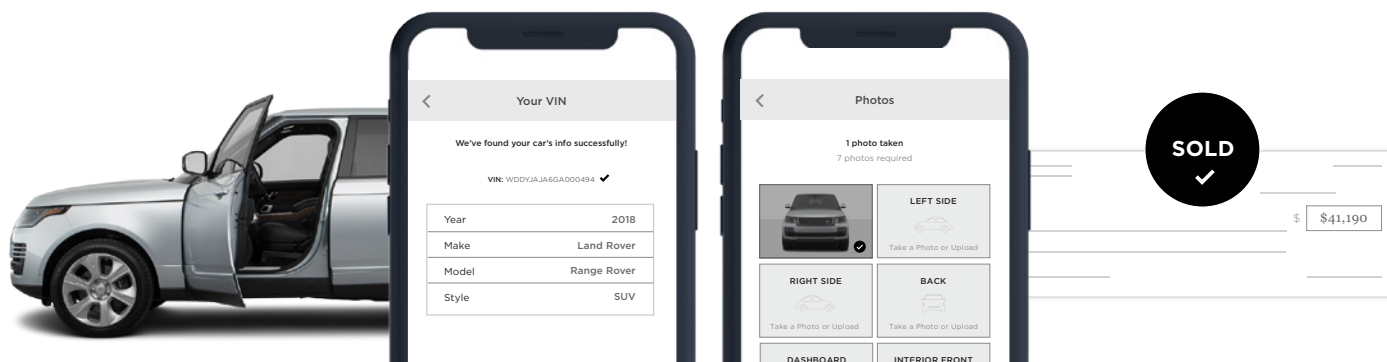 Your VIN
We've found your car's info successfully!
VIN: WDDYJAJA6GA000494
Year 2018
Make Land Rover
Model Range Rover
Style SUV
Photos
1 photo taken
7 photos required
LEFT SIDE
Take a Photo or Upload
RIGHT SIDE
Take a Photo or Upload
BACK
Take a Photo or Upload
DASHBOARD
INTERIOR FRONT
SOLD
$ $41,190